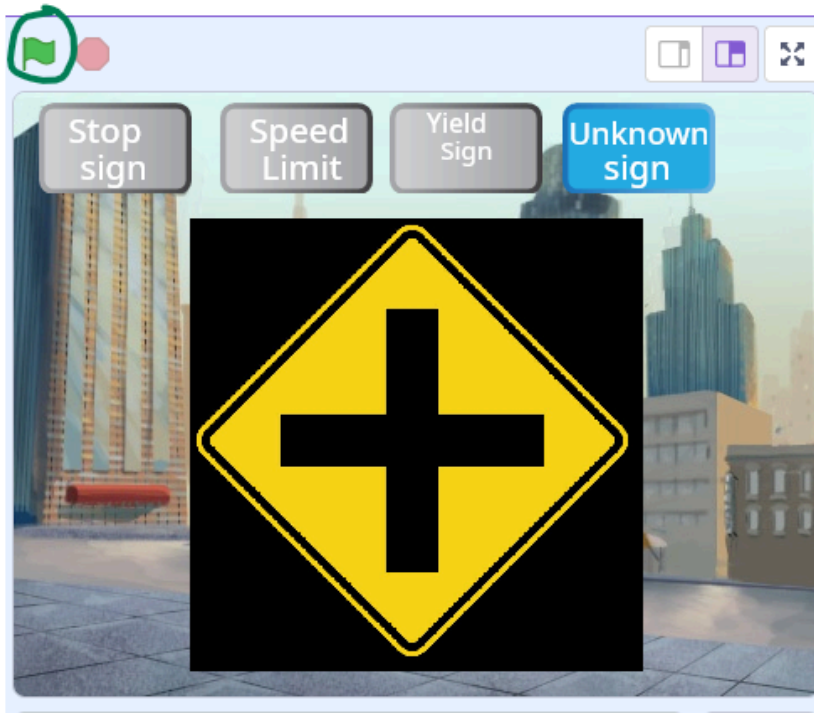 Stop
sign
Speed
Limit
Yield
Sign
Unknown
sign